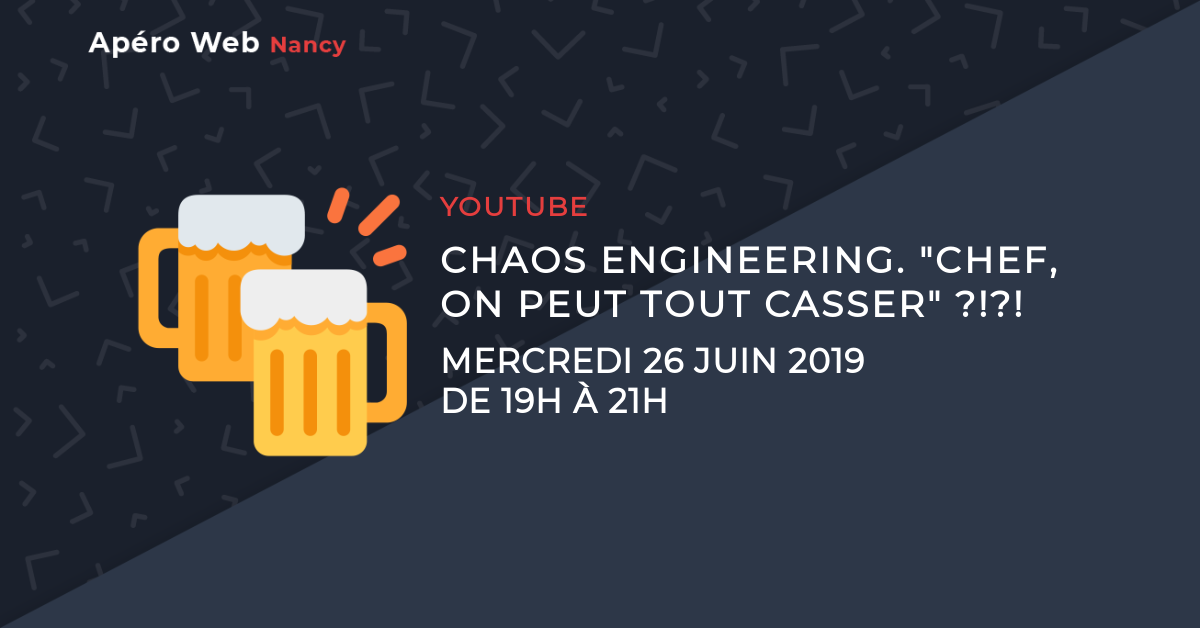 Apéro Web Nancy
YOUTUBE
CHAOS ENGINEERING. "CHEF,
ON PEUT TOUT CASSER" ?!?!
MERCREDI 26 JUIN 2019
DE 19H À 21H